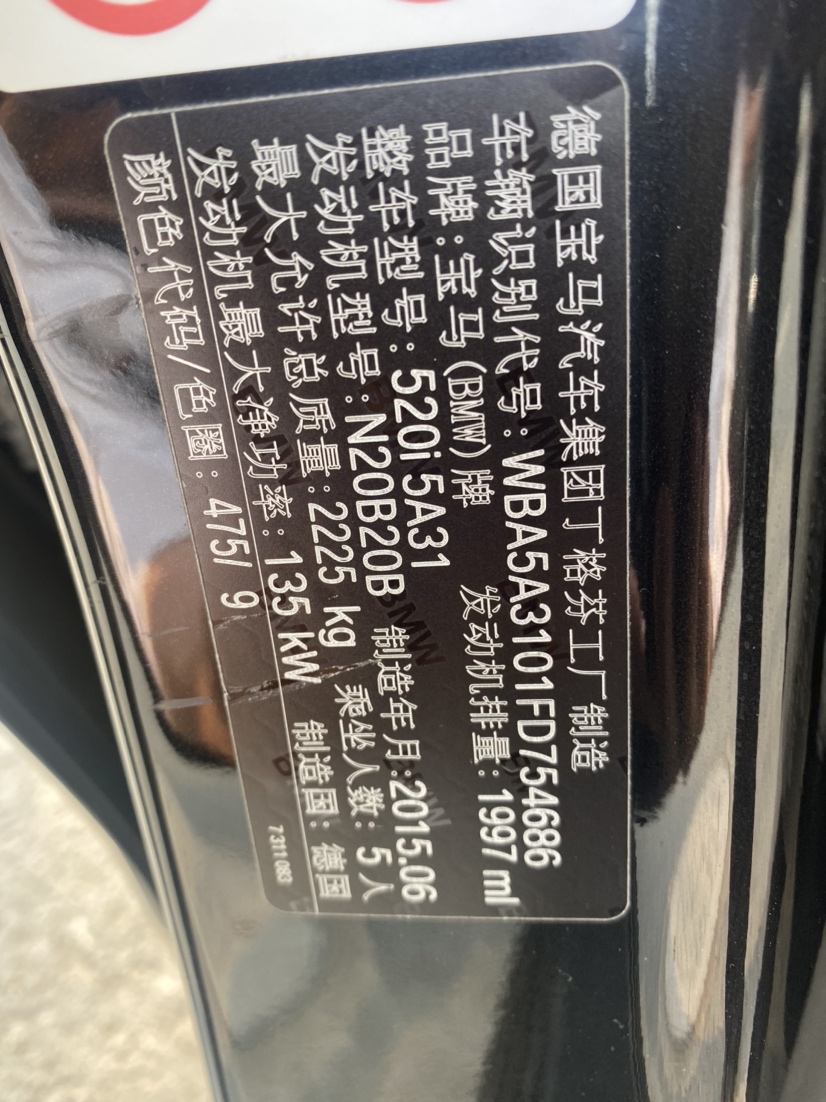 德国宝马汽车集团丁格芬工厂制造
车辆识别代号:WBA5A3101FD754686
品牌:宝马(BMW)牌 发动机排量:1997 ml
整车型号:520i 5A31 制造年月:2015.06
发动机型号:N20B20B 乘坐人数:5人
最大允许总质量:2225 kg 制造国:德国
发动机最大净功率:135 kW
颜色代码/色圈:475/ 9
7 311 083